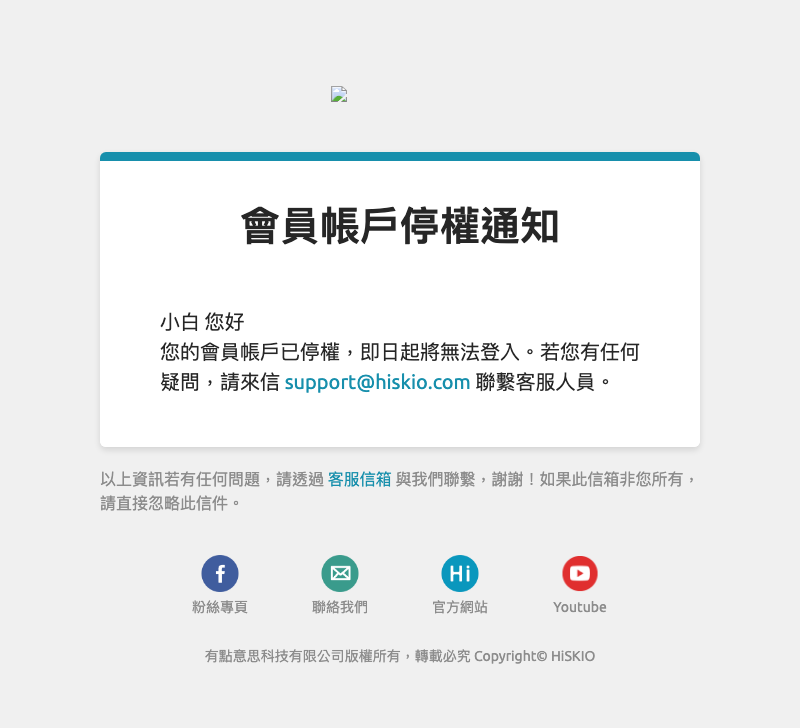 會員帳戶停權通知
小白 您好
您的會員帳戶已停權，即日起將無法登入。若您有任何
疑問，請來信 support@hiskio.com 聯繫客服人員。
以上資訊若有任何問題，請透過 客服信箱 與我們聯繫，謝謝！如果此信箱非您所有，
請直接忽略此信件。
Hi
粉絲專頁 聯絡我們 官方網站 Youtube
有點意思科技有限公司版權所有，轉載必究 Copyright© HiSKIO